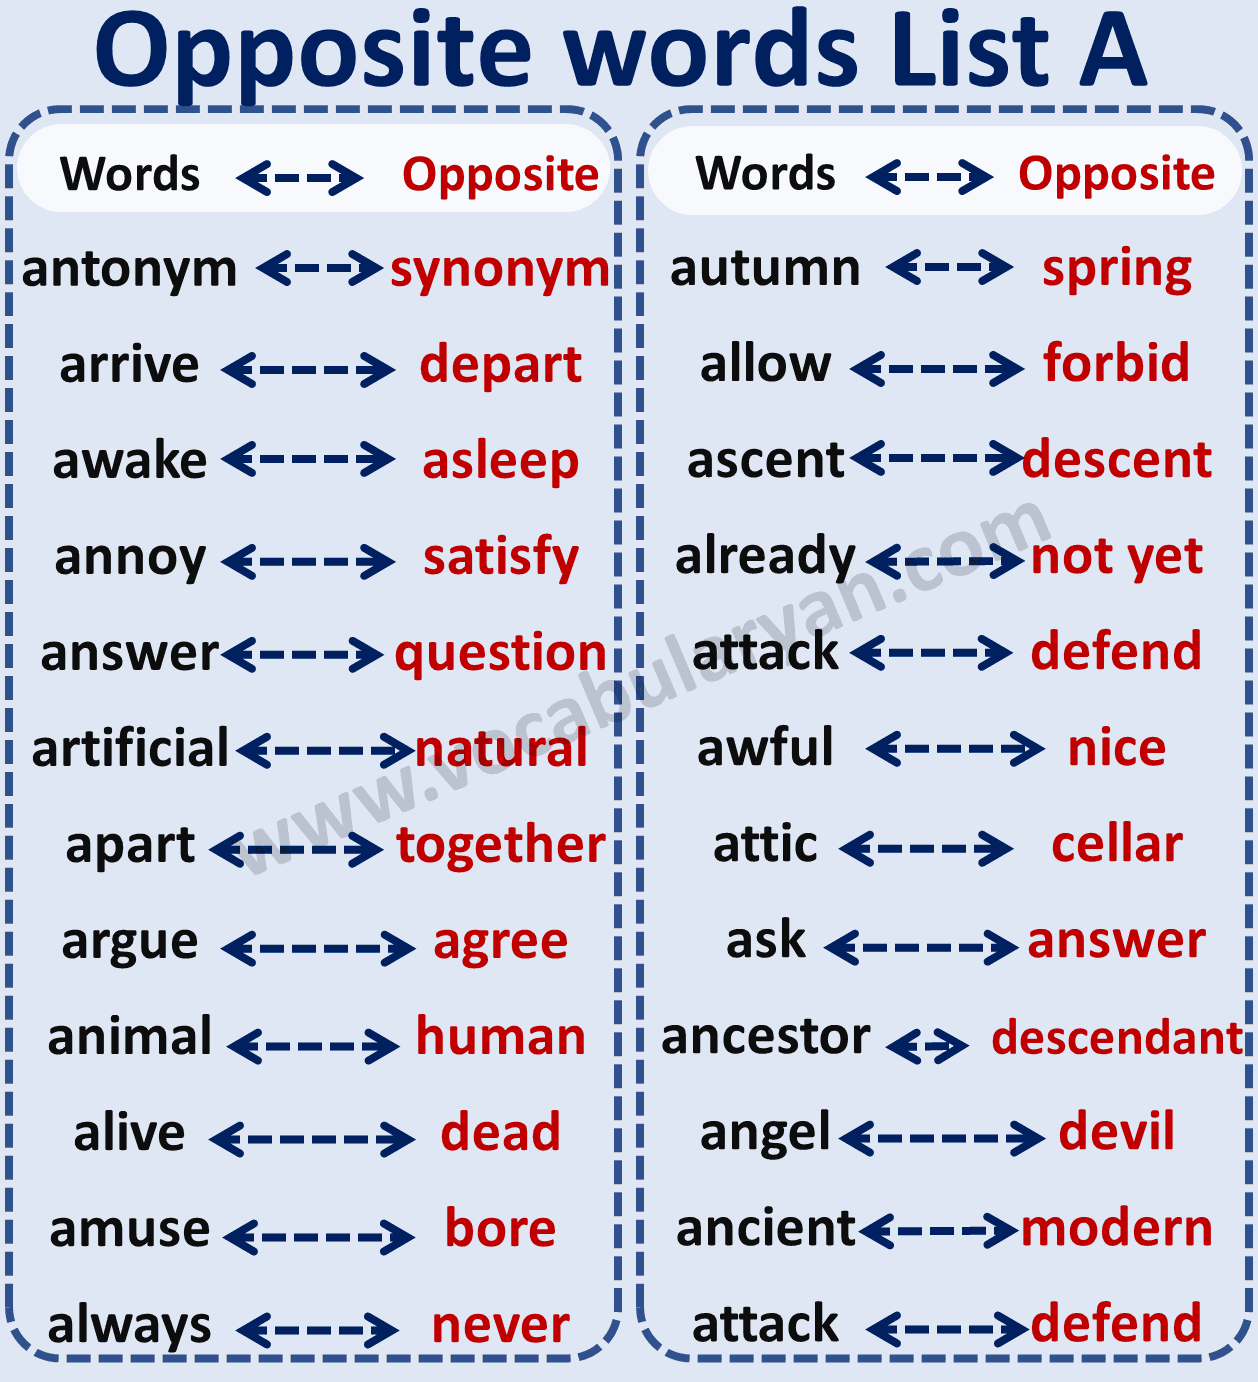 Opposite words List A
Words Opposite
antonym synonym
arrive depart
awake asleep
annoy satisfy
answer question
artificial natural
apart together
argue agree
animal human
alive dead
amuse bore
always never
Words Opposite
autumn spring
allow forbid
ascent descent
already not yet
attack defend
awful nice
attic cellar
ask answer
ancestor descendant
angel devil
ancient modern
attack defend
www.vocabularyan.com